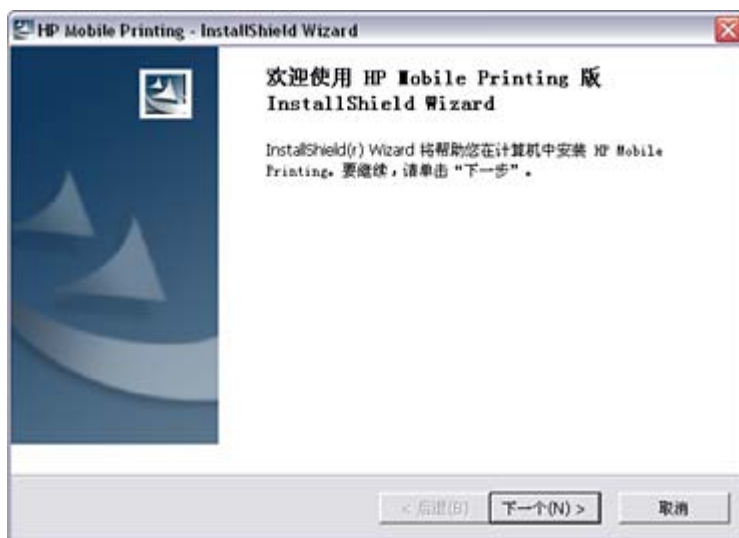 HP Mobile Printing - InstallShield Wizard
欢迎使用 HP Mobile Printing 版
InstallShield Wizard
InstallShield(r) Wizard 将帮助您在计算机中安装 HP Mobile
Printing。要继续，请单击“下一步”。
< 后退(B) 下一个(N) > 取消